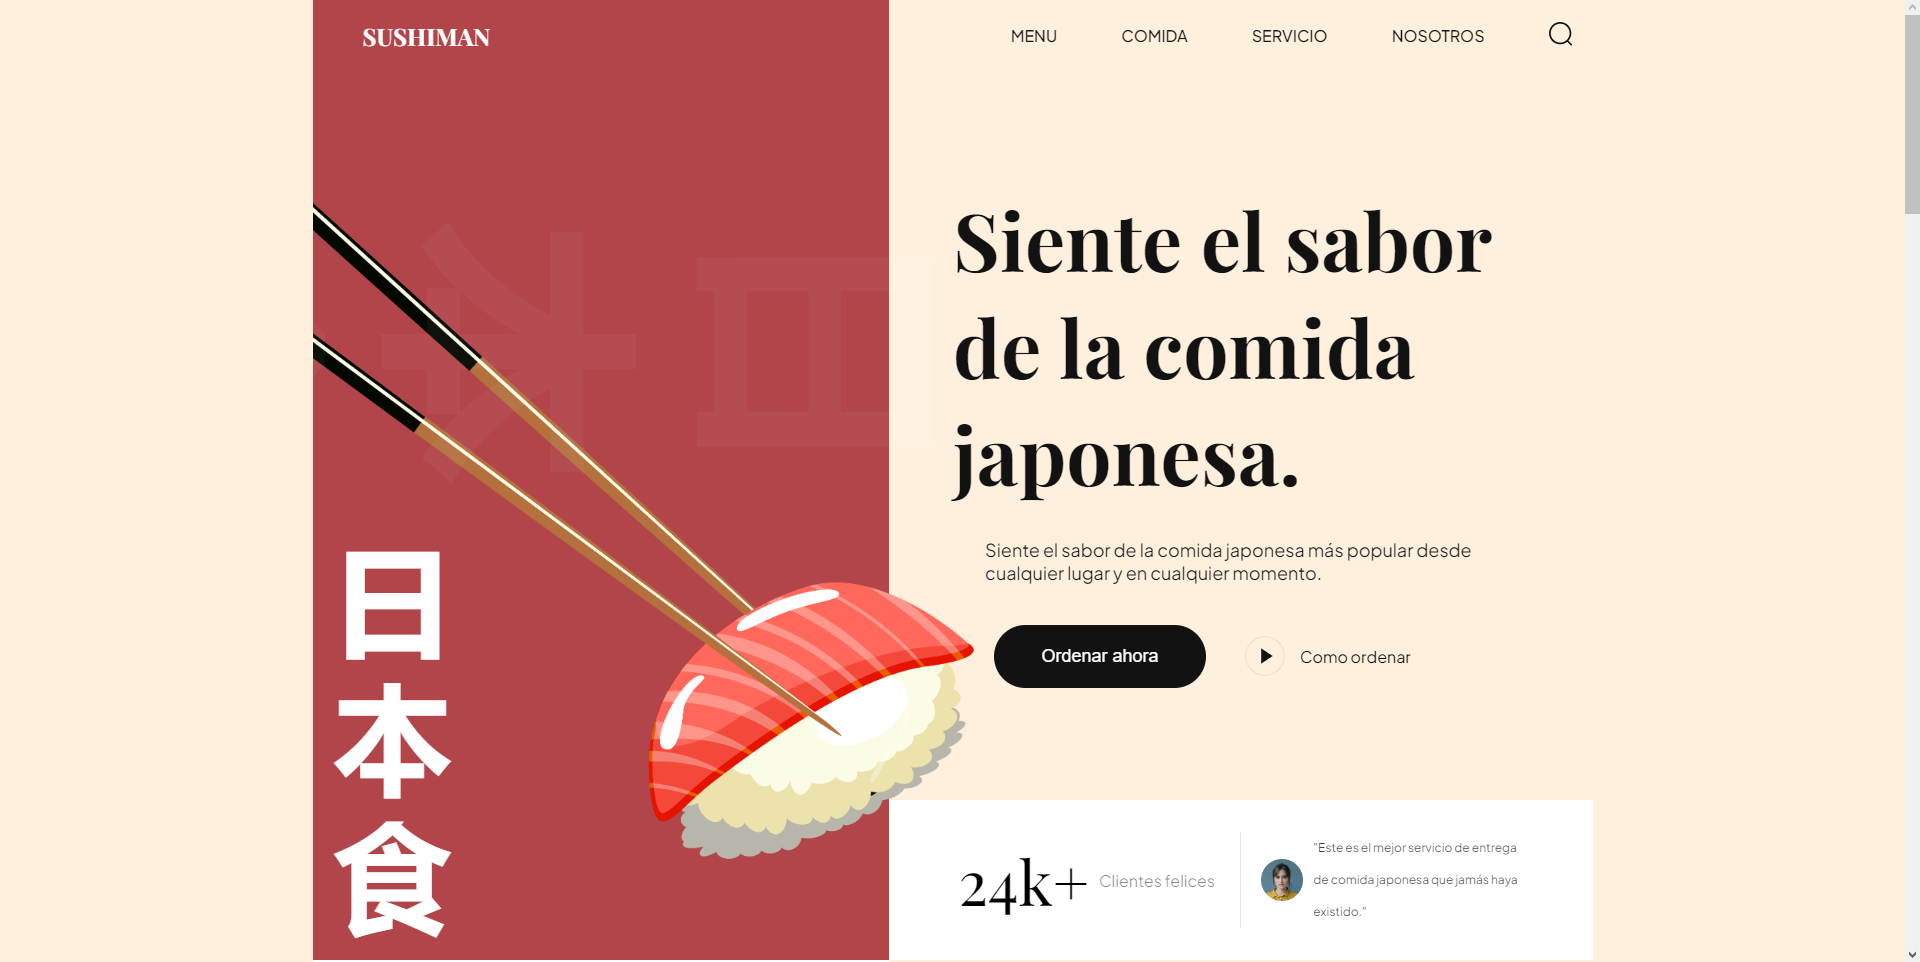 SUSHIMAN
MENU
COMIDA
SERVICIO
NOSOTROS
Siente el sabor
de la comida
japonesa.
Siente el sabor de la comida japonesa más popular desde
cualquier lugar y en cualquier momento.
Ordenar ahora
Como ordenar
日
本
食
24k+
Clientes felices
"Este es el mejor servicio de entrega
de comida japonesa que jamás haya
existido."